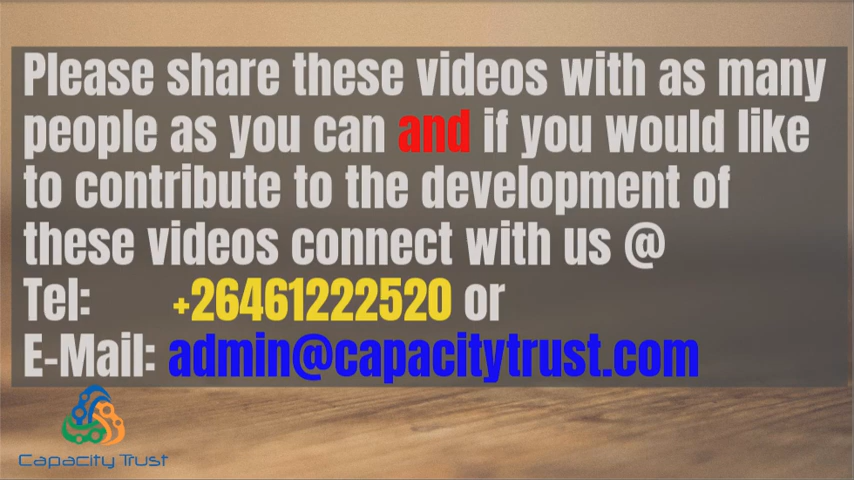 Please share these videos with as many
people as you can and if you would like
to contribute to the development of
these videos connect with us @
Tel: +26461222520 or
E-Mail: admin@capacitytrust.com
Capacity Trust